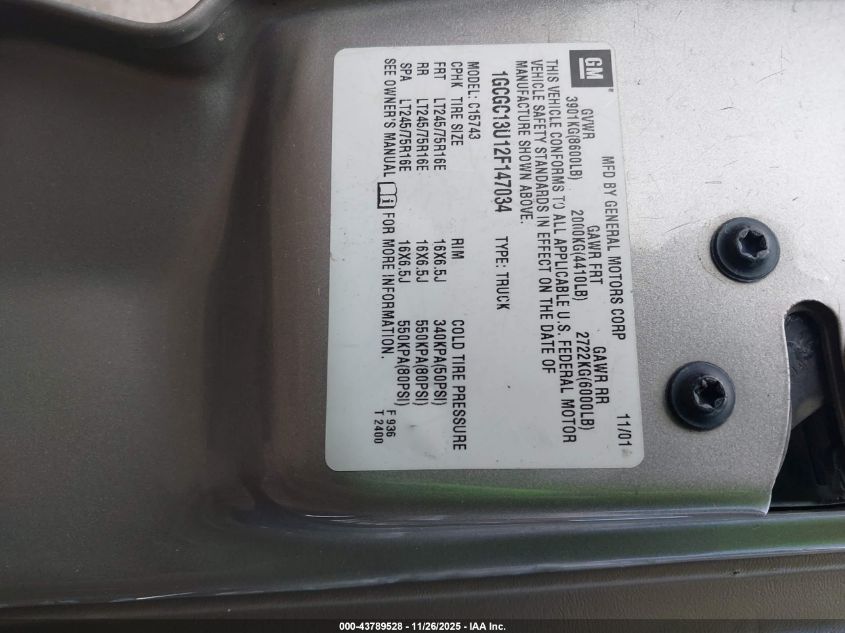 GM
MFD BY GENERAL MOTORS CORP 11/01
GVWR GAWR FRT GAWR RR
3901KG(8600LB) 2000KG(4410LB) 2722KG(6000LB)
THIS VEHICLE CONFORMS TO ALL APPLICABLE U.S. FEDERAL MOTOR
VEHICLE SAFETY STANDARDS IN EFFECT ON THE DATE OF
MANUFACTURE SHOWN ABOVE.
1GCGC13U12F147034 TYPE: TRUCK
MODEL: C15743
CPHK TIRE SIZE RIM COLD TIRE PRESSURE
FRT LT245/75R16E 16X6.5J 340KPA(50PSI)
RR LT245/75R16E 16X6.5J 550KPA(80PSI)
SPA LT245/75R16E 16X6.5J 550KPA(80PSI)
SEE OWNER'S MANUAL FOR MORE INFORMATION.
F 936
T 2400
000-43789528 - 11/26/2025 - IAA Inc.